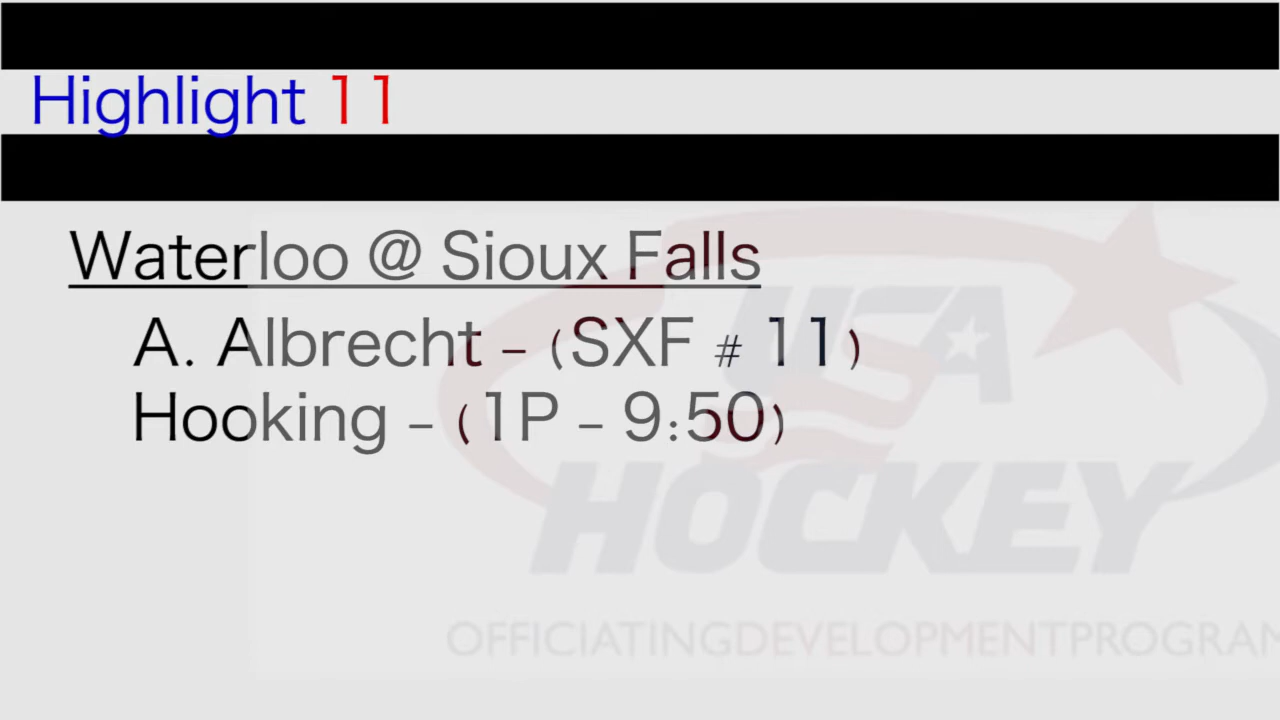 Highlight 11
Waterloo @ Sioux Falls
A. Albrecht – (SXF # 11)
Hooking – (1P – 9:50)
USA
HOCKEY
OFFICIATINGDEVELOPMENTPROGRAM